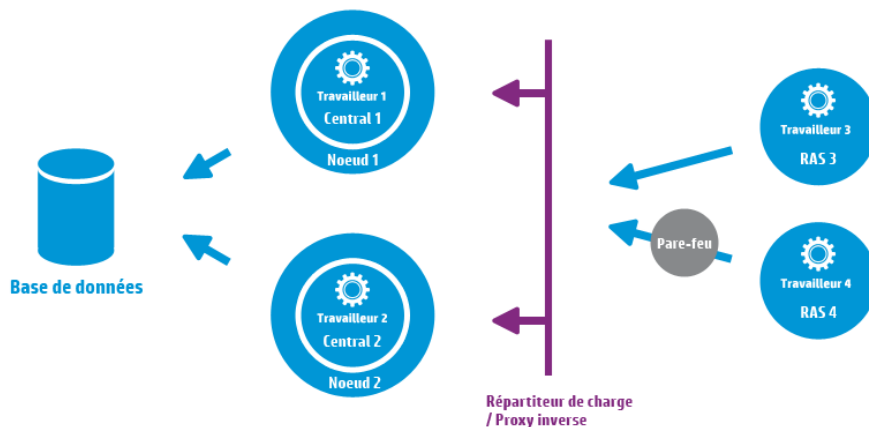 Travailleur 1
Central 1
Noeud 1
Travailleur 3
RAS 3
Pare-feu
Base de données
Travailleur 2
Central 2
Noeud 2
Travailleur 4
RAS 4
Répartiteur de charge
/ Proxy inverse